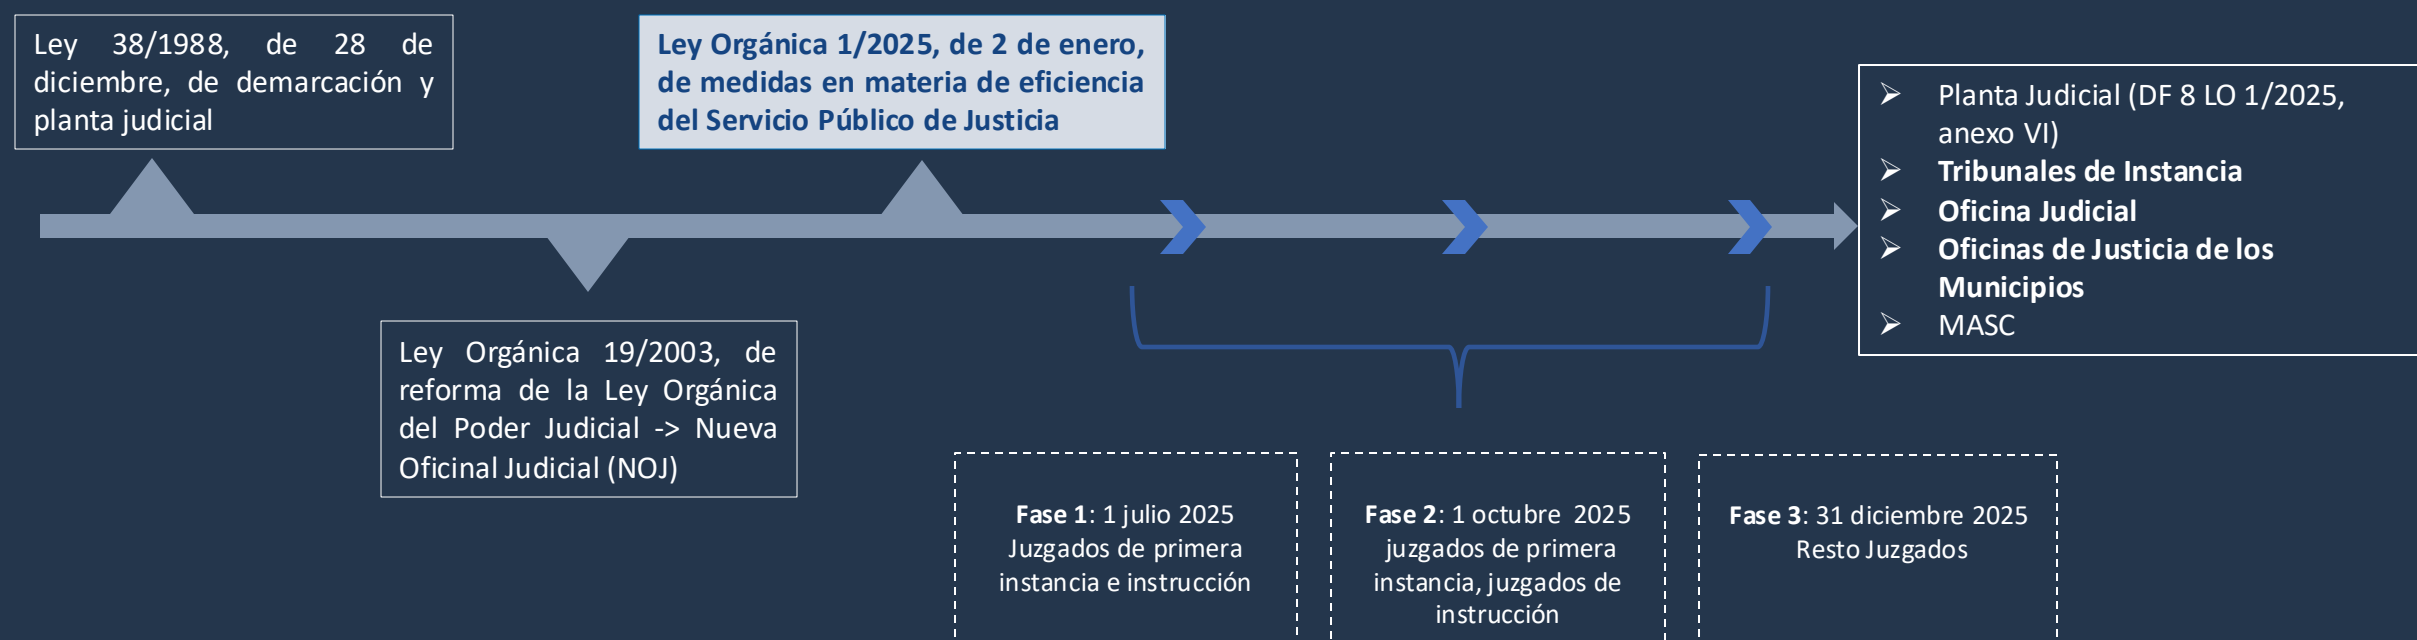 Ley 38/1988, de 28 de
diciembre, de demarcación y
planta judicial
Ley Orgánica 1/2025, de 2 de enero,
de medidas en materia de eficiencia
del Servicio Público de Justicia
➢ Planta Judicial (DF 8 LO 1/2025,
anexo VI)
➢ Tribunales de Instancia
➢ Oficina Judicial
➢ Oficinas de Justicia de los
Municipios
➢ MASC
Ley Orgánica 19/2003, de
reforma de la Ley Orgánica
del Poder Judicial -> Nueva
Oficinal Judicial (NOJ)
Fase 1: 1 julio 2025
Juzgados de primera
instancia e instrucción
Fase 2: 1 octubre 2025
juzgados de primera
instancia, juzgados de
instrucción
Fase 3: 31 diciembre 2025
Resto Juzgados